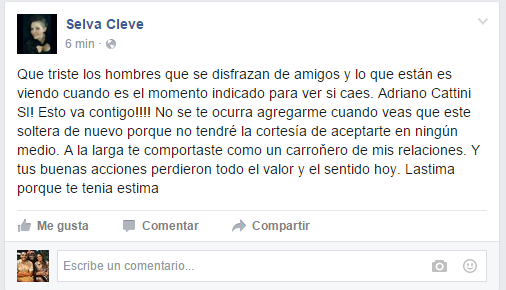 Selva Cleve
6 min ·
Que triste los hombres que se disfrazan de amigos y lo que están es
viendo cuando es el momento indicado para ver si caes. Adriano Cattini
SI! Esto va contigo!!!! No se te ocurra agregarme cuando veas que este
soltera de nuevo porque no tendré la cortesía de aceptarte en ningún
medio. A la larga te comportaste como un carroñero de mis relaciones. Y
tus buenas acciones perdieron todo el valor y el sentido hoy. Lastima
porque te tenia estima
Me gusta Comentar Compartir
Escribe un comentario...